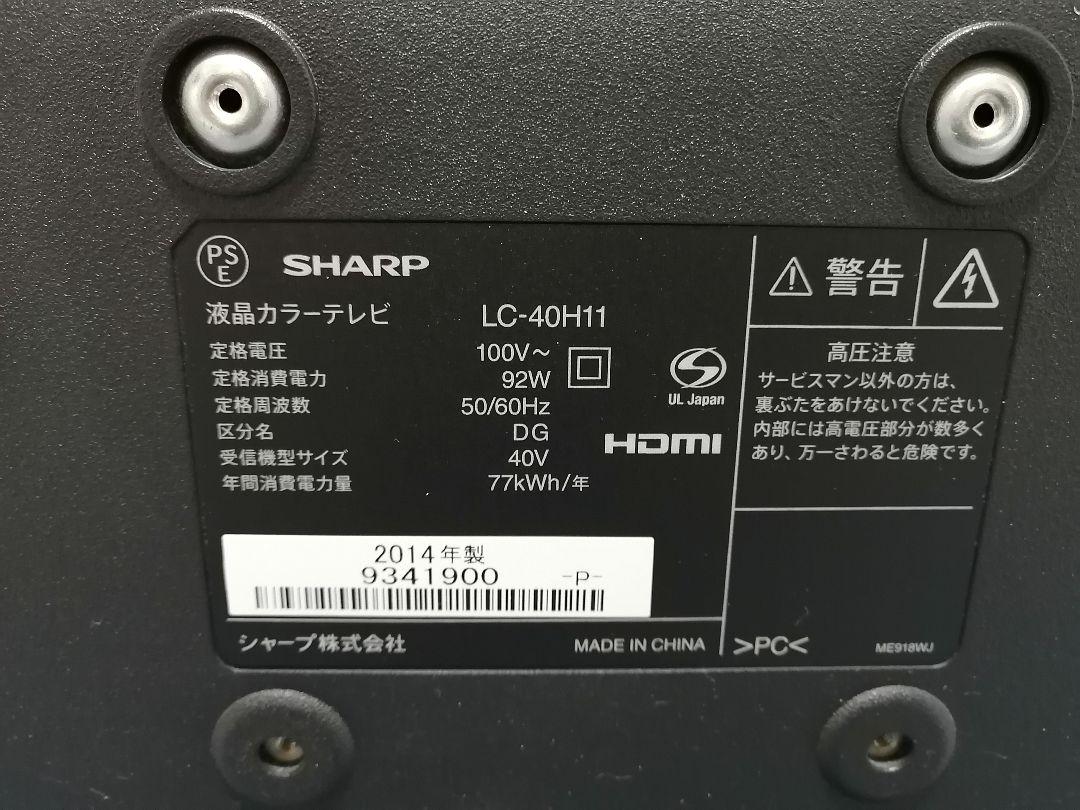 PSE SHARP
液晶カラーテレビ LC-40H11
定格電圧 100V～
定格消費電力 92W
定格周波数 50/60Hz
区分名 DG
受信機型サイズ 40V
年間消費電力量 77kWh/年
UL Japan
HDMI
2014年製
9341900 -P-
シャープ株式会社 MADE IN CHINA
警告
高圧注意
サービスマン以外の方は、
裏ぶたをあけないでください。
内部には高電圧部分が数多く
あり、万一さわると危険です。
>PC< ME918WJ